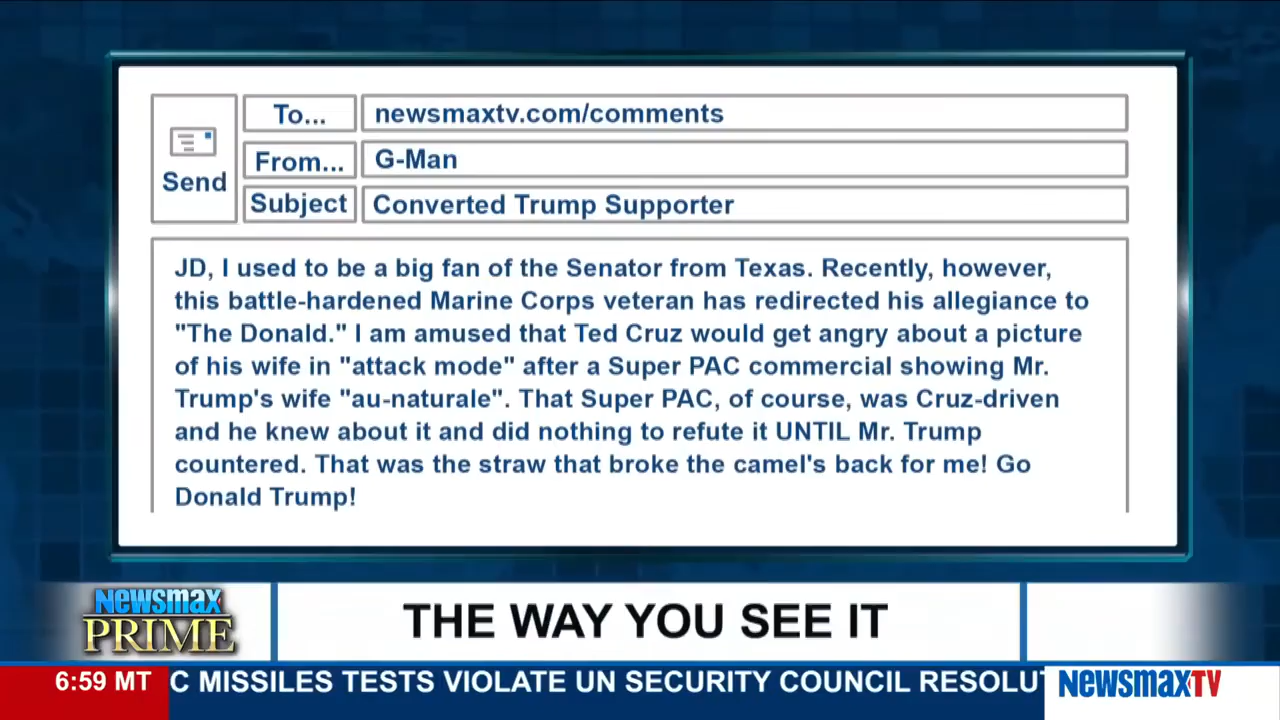 To...
newsmaxtv.com/comments
From...
G-Man
Send
Subject
Converted Trump Supporter
JD, I used to be a big fan of the Senator from Texas. Recently, however,
this battle-hardened Marine Corps veteran has redirected his allegiance to
"The Donald." I am amused that Ted Cruz would get angry about a picture
of his wife in "attack mode" after a Super PAC commercial showing Mr.
Trump's wife "au-naturale". That Super PAC, of course, was Cruz-driven
and he knew about it and did nothing to refute it UNTIL Mr. Trump
countered. That was the straw that broke the camel's back for me! Go
Donald Trump!
Newsmax
PRIME
THE WAY YOU SEE IT
6:59 MT
C MISSILES TESTS VIOLATE UN SECURITY COUNCIL RESOLU
NewsmaxTV